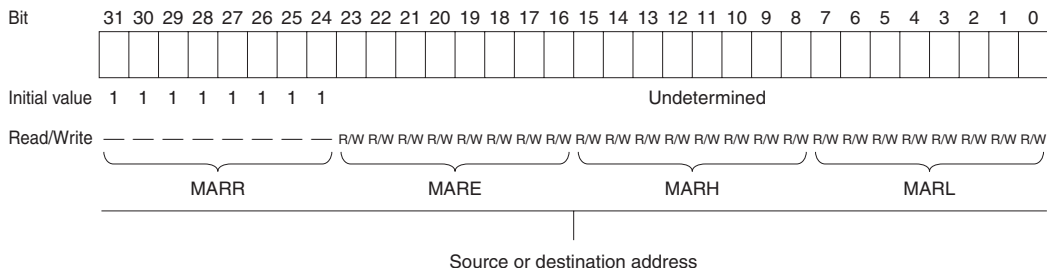 Bit 31 30 29 28 27 26 25 24 23 22 21 20 19 18 17 16 15 14 13 12 11 10 9 8 7 6 5 4 3 2 1 0
Initial value 1 1 1 1 1 1 1 1 Undetermined
Read/Write — — — — — — — — R/W R/W R/W R/W R/W R/W R/W R/W R/W R/W R/W R/W R/W R/W R/W R/W R/W R/W R/W R/W R/W R/W R/W R/W
MARR MARE MARH MARL
Source or destination address